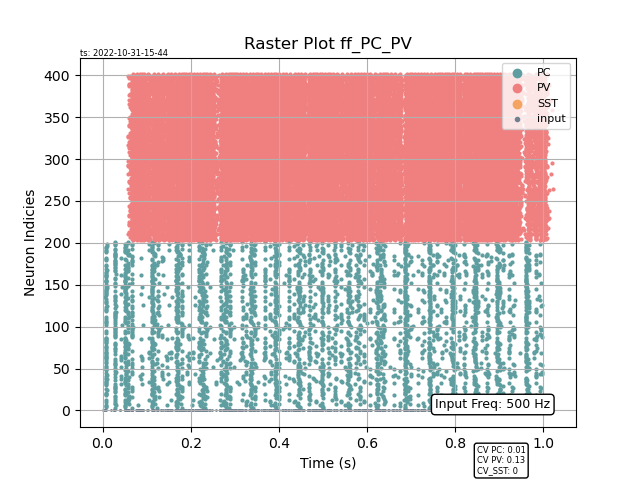 Raster Plot ff_PC_PV
ts: 2022-10-31-15-44
PC
PV
SST
input
400
350
300
250
200
150
100
50
0
Neuron Indicies
Input Freq: 500 Hz
0.0 0.2 0.4 0.6 0.8 1.0
Time (s)
CV PC: 0.01
CV PV: 0.13
CV_SST: 0